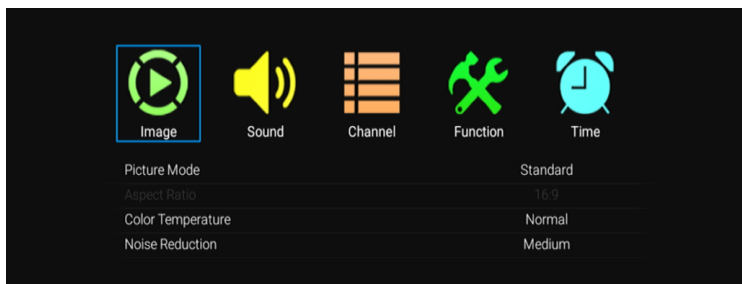 Image Sound Channel Function Time
Picture Mode Standard
Aspect Ratio 16:9
Color Temperature Normal
Noise Reduction Medium